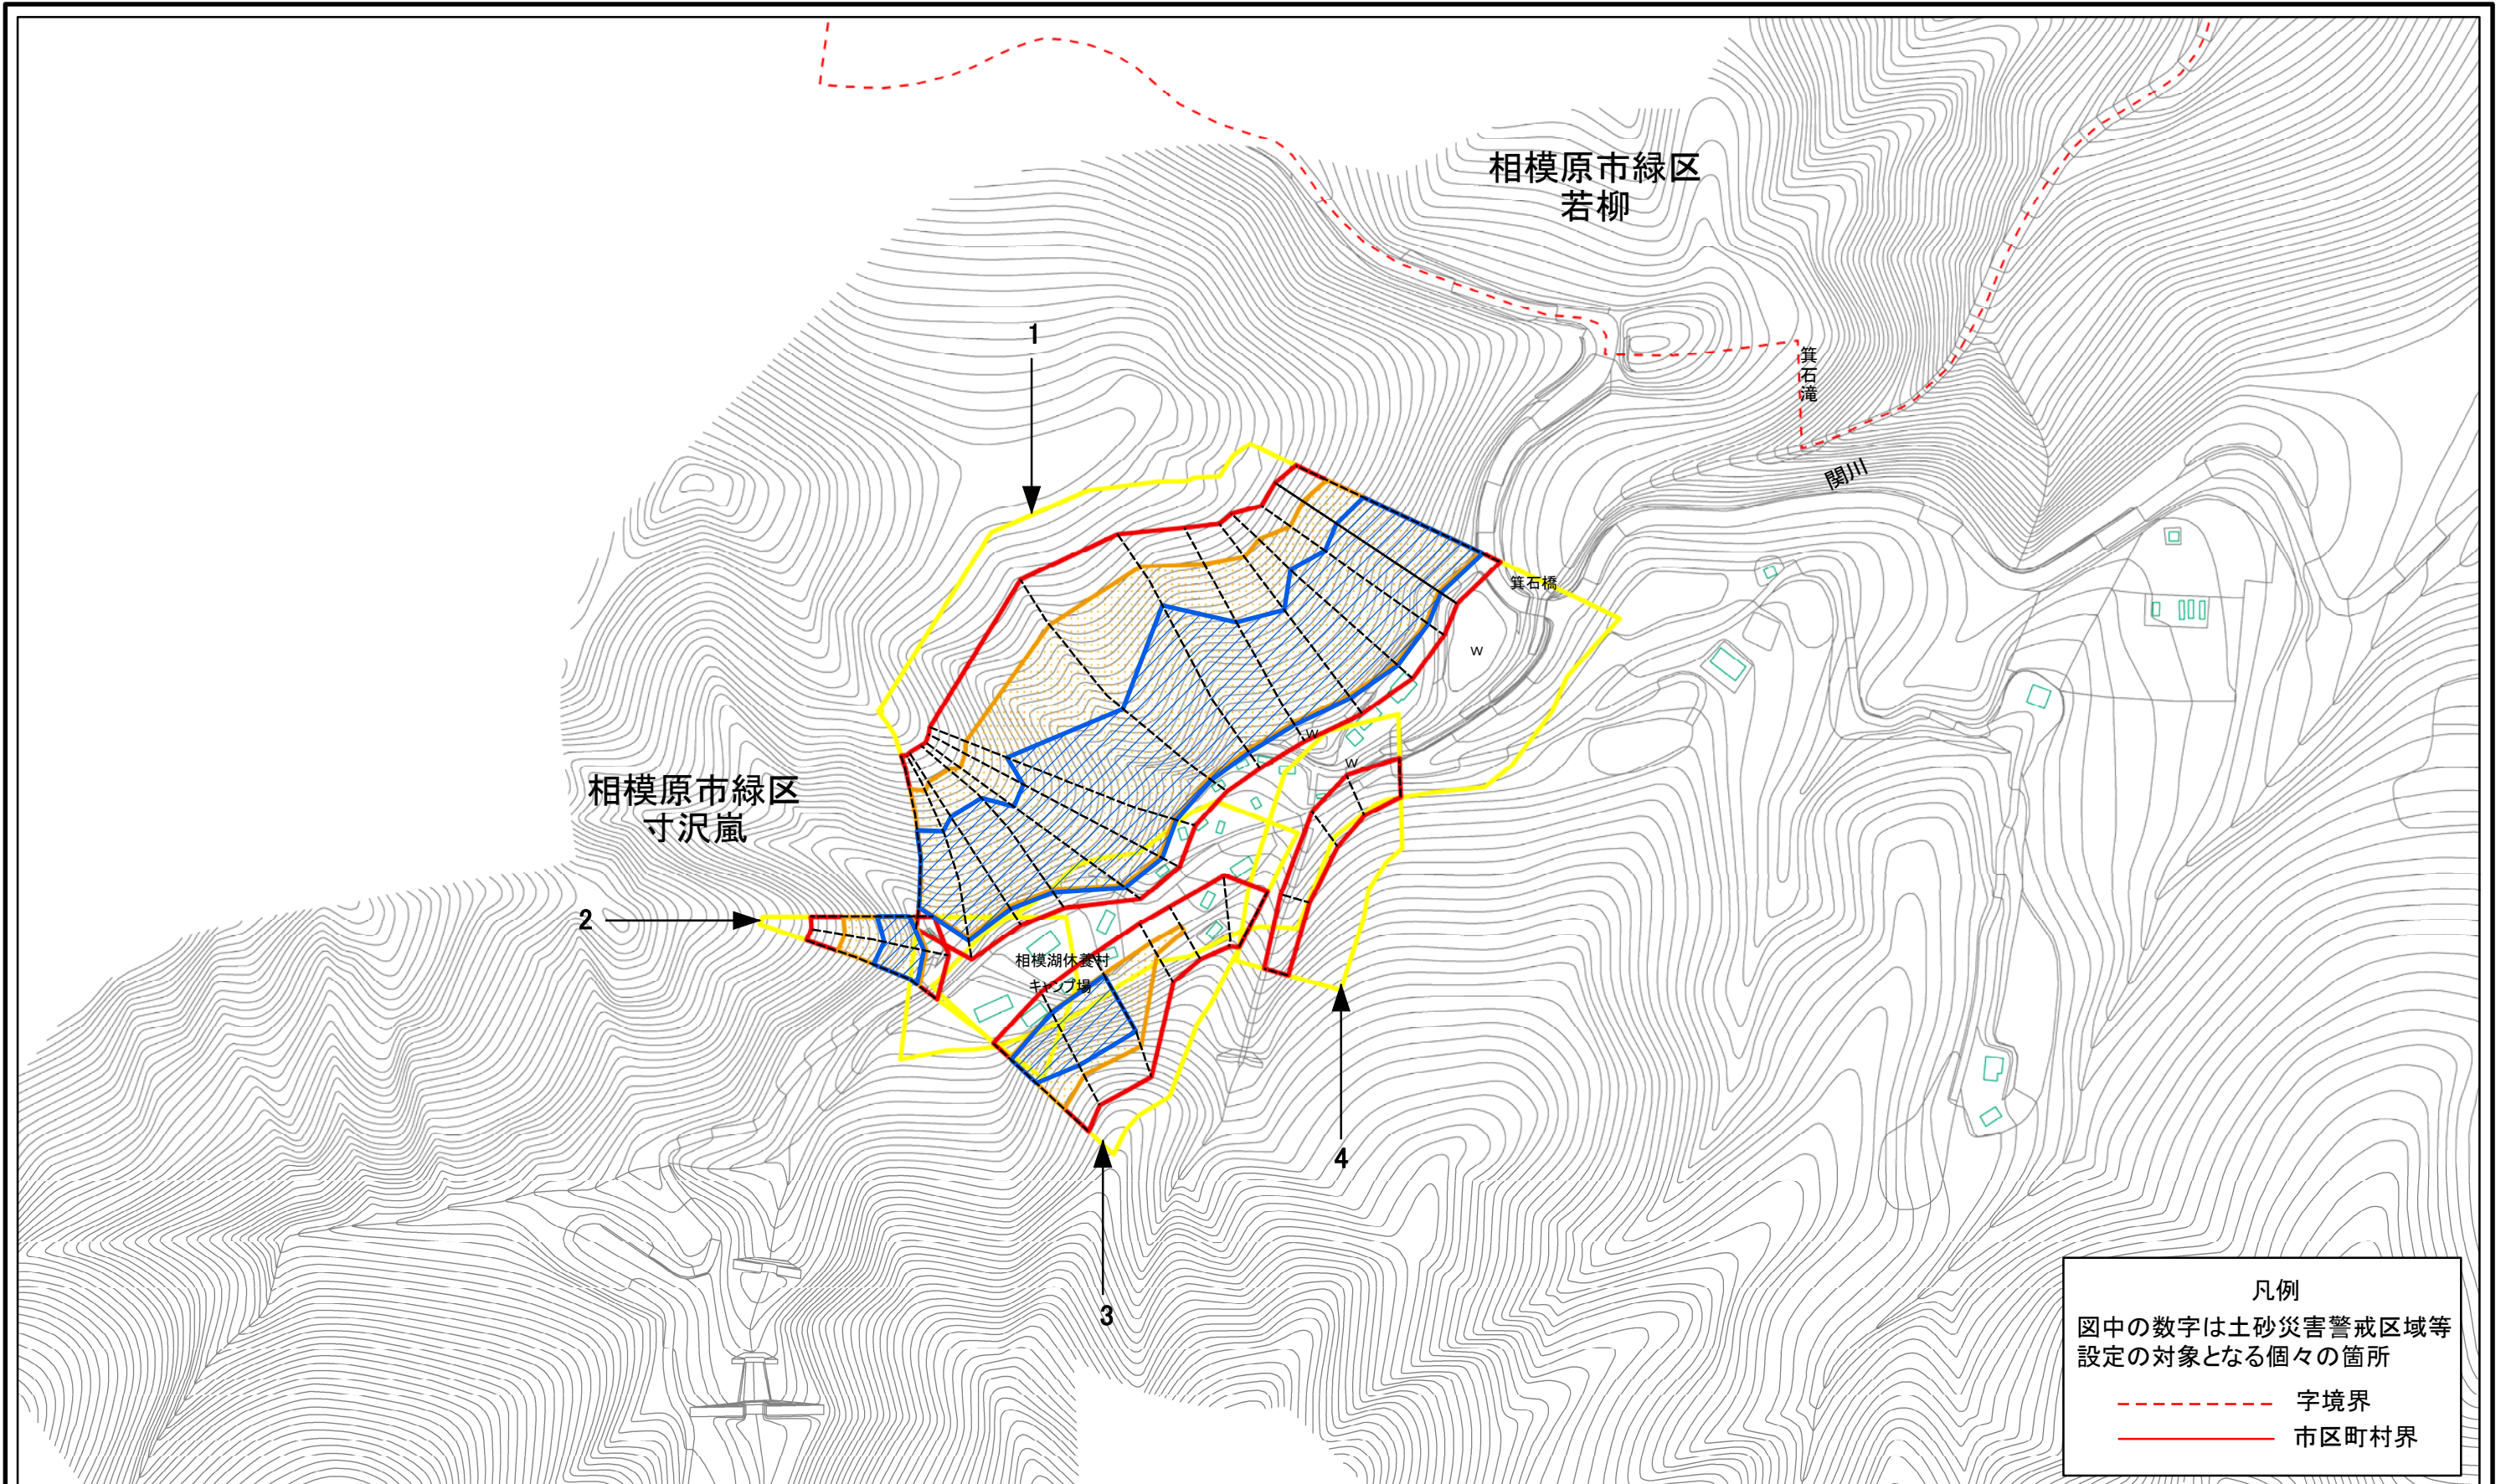 相模原市緑区
若柳
1
箕石滝
関川
箕石橋
W
W
W
相模原市緑区
寸沢嵐
2
相模湖休養村
キャンプ場
4
3
凡例
図中の数字は土砂災害警戒区域等
設定の対象となる個々の箇所
字境界
市区町村界